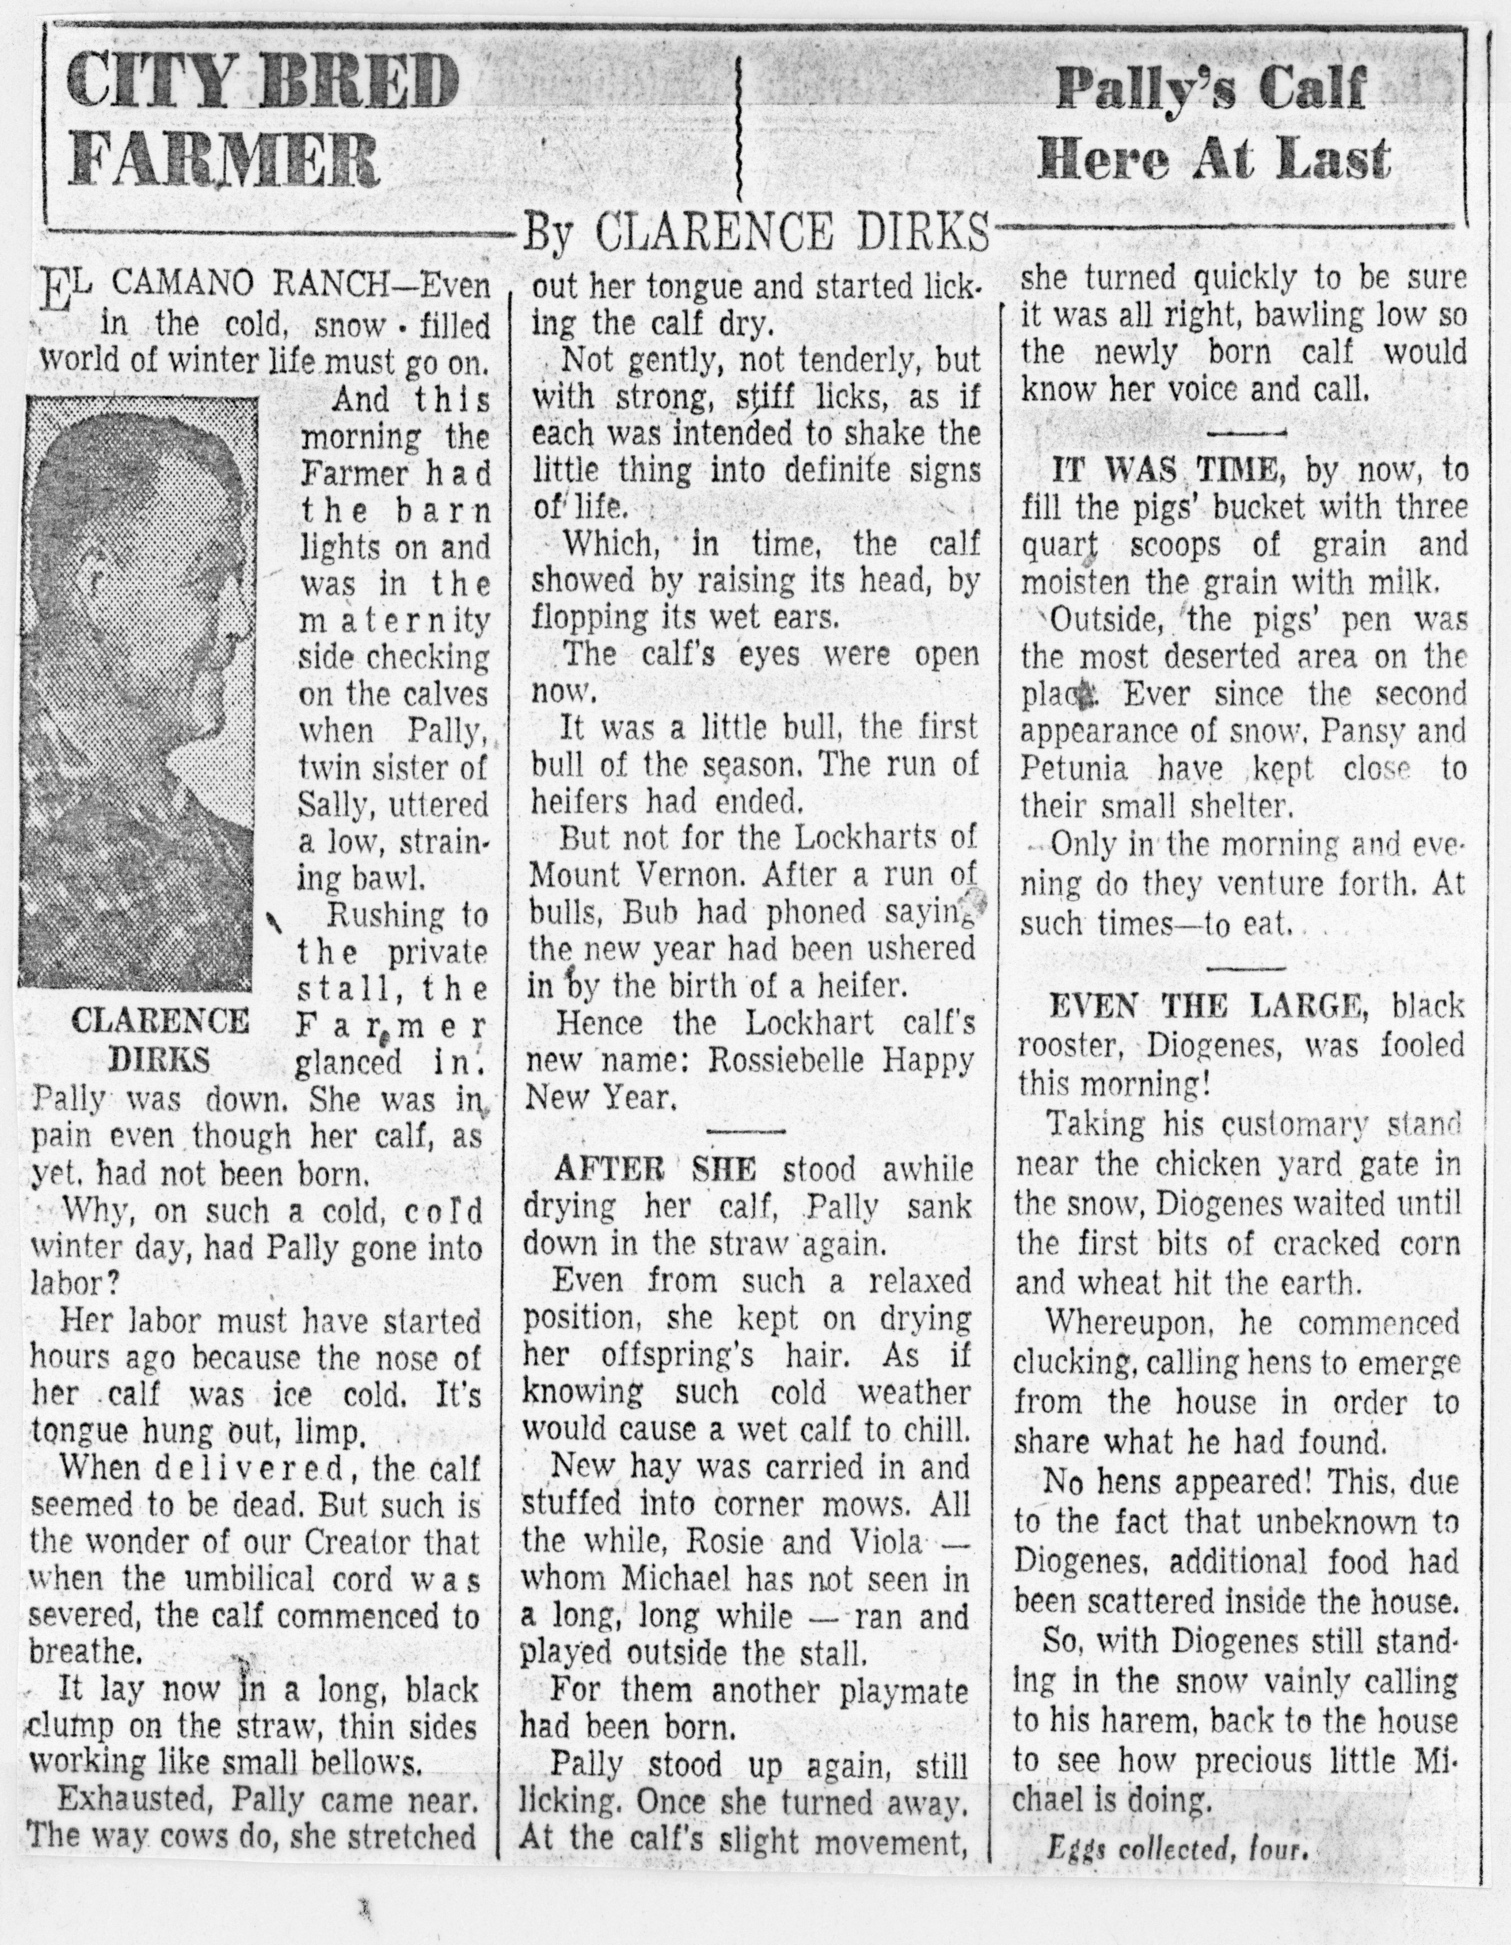 CITY BRED
FARMER
Pally's Calf
Here At Last
By CLARENCE DIRKS
EL CAMANO RANCH—Even
in the cold, snow-filled
world of winter life must go on.
And this
morning the
Farmer had
the barn
lights on and
was in the
maternity
side checking
on the calves
when Pally,
twin sister of
Sally, uttered
a low, strain-
ing bawl.
Rushing to
the private
stall, the
Farmer
glanced in.
CLARENCE
DIRKS
Pally was down. She was in
pain even though her calf, as
yet, had not been born.
Why, on such a cold, cold
winter day, had Pally gone into
labor?
Her labor must have started
hours ago because the nose of
her calf was ice cold. It's
tongue hung out, limp.
When delivered, the calf
seemed to be dead. But such is
the wonder of our Creator that
when the umbilical cord was
severed, the calf commenced to
breathe.
It lay now in a long, black
clump on the straw, thin sides
working like small bellows.
Exhausted, Pally came near.
The way cows do, she stretched
out her tongue and started lick-
ing the calf dry.
Not gently, not tenderly, but
with strong, stiff licks, as if
each was intended to shake the
little thing into definite signs
of life.
Which, in time, the calf
showed by raising its head, by
flopping its wet ears.
The calf's eyes were open
now.
It was a little bull, the first
bull of the season. The run of
heifers had ended.
But not for the Lockharts of
Mount Vernon. After a run of
bulls, Bub had phoned saying
the new year had been ushered
in by the birth of a heifer.
Hence the Lockhart calf's
new name: Rossiebelle Happy
New Year.
AFTER SHE stood awhile
drying her calf, Pally sank
down in the straw again.
Even from such a relaxed
position, she kept on drying
her offspring's hair. As if
knowing such cold weather
would cause a wet calf to chill.
New hay was carried in and
stuffed into corner mows. All
the while, Rosie and Viola —
whom Michael has not seen in
a long, long while — ran and
played outside the stall.
For them another playmate
had been born.
Pally stood up again, still
licking. Once she turned away.
At the calf's slight movement,
she turned quickly to be sure
it was all right, bawling low so
the newly born calf would
know her voice and call.
IT WAS TIME, by now, to
fill the pigs' bucket with three
quart scoops of grain and
moisten the grain with milk.
Outside, the pigs' pen was
the most deserted area on the
place. Ever since the second
appearance of snow, Pansy and
Petunia have kept close to
their small shelter.
Only in the morning and eve-
ning do they venture forth. At
such times—to eat.
EVEN THE LARGE, black
rooster, Diogenes, was fooled
this morning!
Taking his customary stand
near the chicken yard gate in
the snow, Diogenes waited until
the first bits of cracked corn
and wheat hit the earth.
Whereupon, he commenced
clucking, calling hens to emerge
from the house in order to
share what he had found.
No hens appeared! This, due
to the fact that unbeknown to
Diogenes, additional food had
been scattered inside the house.
So, with Diogenes still stand-
ing in the snow vainly calling
to his harem, back to the house
to see how precious little Mi-
chael is doing.
Eggs collected, four.